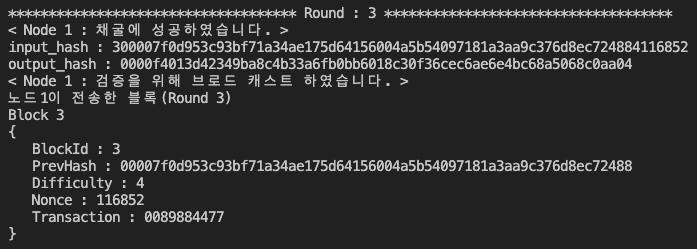 *********************************** Round : 3 ***********************************
< Node 1 : 채굴에 성공하였습니다. >
input_hash : 300007f0d953c93bf71a34ae175d64156004a5b54097181a3aa9c376d8ec724884116852
output_hash : 0000f4013d42349ba8c4b33a6fb0bb6018c30f36cec6ae6e4bc68a5068c0aa04
< Node 1 : 검증을 위해 브로드 캐스트 하였습니다. >
노드1이 전송한 블록(Round 3)
Block 3
{
   BlockId : 3
   PrevHash : 00007f0d953c93bf71a34ae175d64156004a5b54097181a3aa9c376d8ec72488
   Difficulty : 4
   Nonce : 116852
   Transaction : 0089884477
}